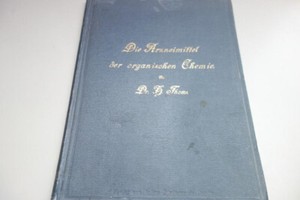 Die Arzneimittel
der organischen Chemie
v.
Dr. H. Thoms